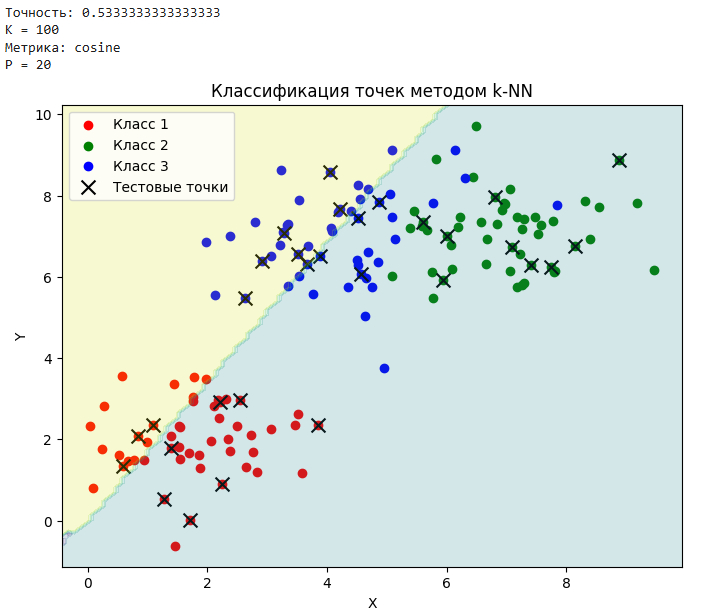 Точность: 0.5333333333333333
K = 100
Метрика: cosine
P = 20
Классификация точек методом k-NN
Класс 1
Класс 2
Класс 3
Тестовые точки
10
8
6
4
2
0
Y
0 2 4 6 8
X